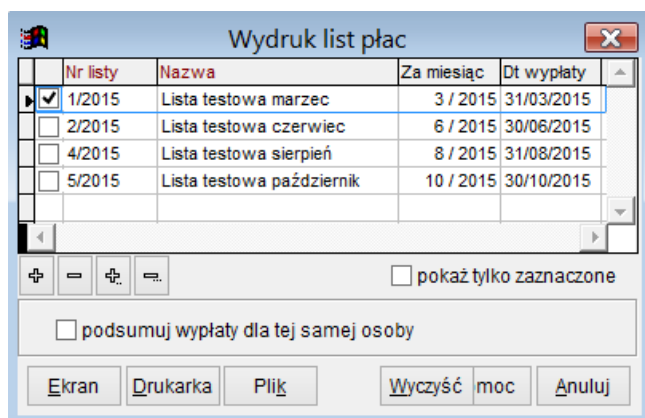 Wydruk list płac
Nr listy Nazwa Za miesiąc Dt wypłaty
1/2015 Lista testowa marzec 3 / 2015 31/03/2015
2/2015 Lista testowa czerwiec 6 / 2015 30/06/2015
4/2015 Lista testowa sierpień 8 / 2015 31/08/2015
5/2015 Lista testowa październik 10 / 2015 30/10/2015
pokaż tylko zaznaczone
podsumuj wypłaty dla tej samej osoby
Ekran Drukarka Plik Wyczyść moc Anuluj